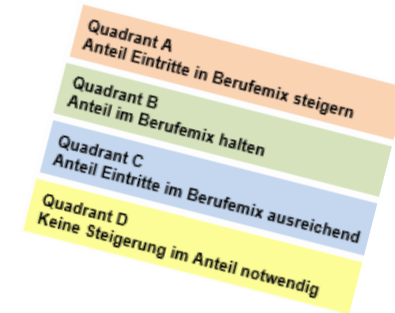 Quadrant A
Anteil Eintritte in Berufemix steigern
Quadrant B
Anteil im Berufemix halten
Quadrant C
Anteil Eintritte im Berufemix ausreichend
Quadrant D
Keine Steigerung im Anteil notwendig